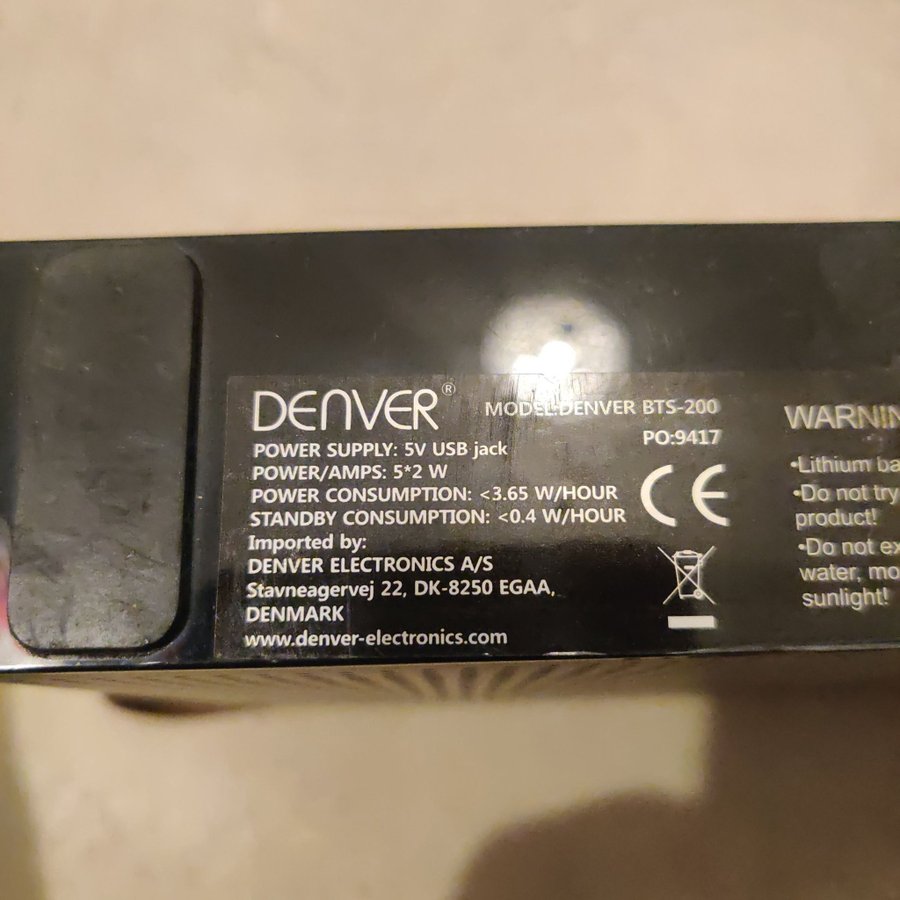 DENVER®
MODEL:DENVER BTS-200
PO:9417
POWER SUPPLY: 5V USB jack
POWER/AMPS: 5*2 W
POWER CONSUMPTION: <3.65 W/HOUR
STANDBY CONSUMPTION: <0.4 W/HOUR
Imported by:
DENVER ELECTRONICS A/S
Stavneagervej 22, DK-8250 EGAA,
DENMARK
www.denver-electronics.com
CE
WARNIN
•Lithium ba
•Do not try
product!
•Do not ex
water, mo
sunlight!